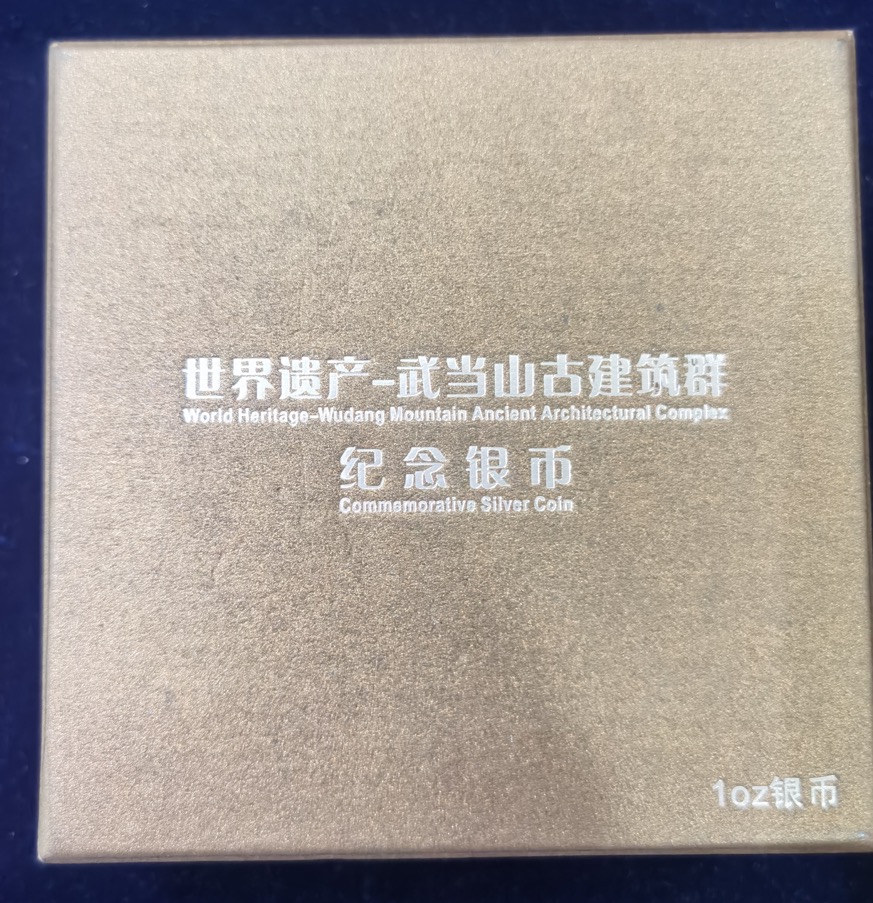 世界遗产-武当山古建筑群
World Heritage-Wudang Mountain Ancient Architectural Complex
纪念银币
Commemorative Silver Coin
1oz银币